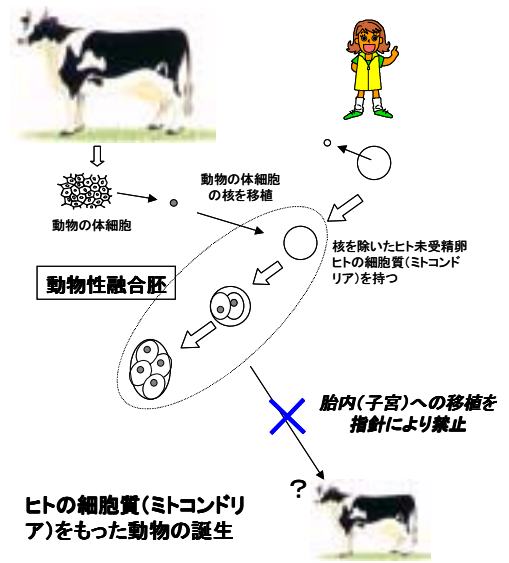 動物の体細胞
の核を移植
動物の体細胞
核を除いたヒト未受精卵
ヒトの細胞質（ミトコンド
リア）を持つ
動物性融合胚
胎内（子宮）への移植を
指針により禁止
?
ヒトの細胞質（ミトコンドリ
ア）をもった動物の誕生